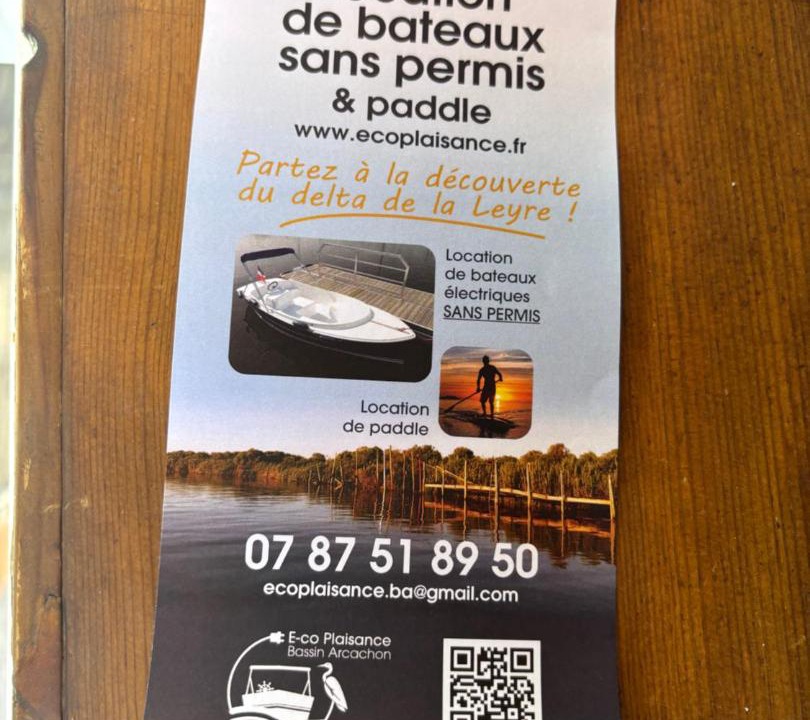 de bateaux
sans permis
& paddle
www.ecoplaisance.fr
Partez à la découverte
du delta de la Leyre !
Location
de bateaux
électriques
SANS PERMIS
Location
de paddle
07 87 51 89 50
ecoplaisance.ba@gmail.com
E-co Plaisance
Bassin Arcachon